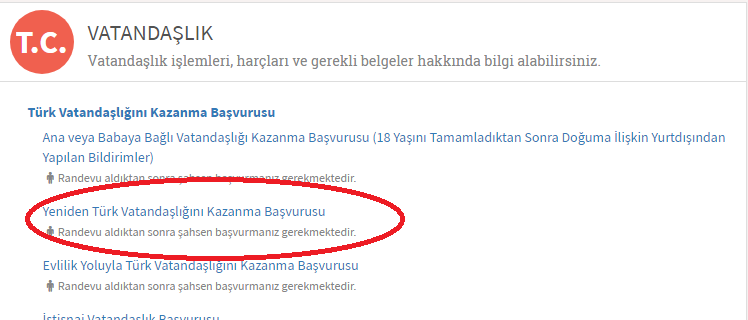 T.C.
VATANDAŞLIK
Vatandaşlık işlemleri, harçları ve gerekli belgeler hakkında bilgi alabilirsiniz.
Türk Vatandaşlığını Kazanma Başvurusu
Ana veya Babaya Bağlı Vatandaşlığı Kazanma Başvurusu (18 Yaşını Tamamladıktan Sonra Doğuma İlişkin Yurtdışından
Yapılan Bildirimler)
Randevu aldıktan sonra şahsen başvurmanız gerekmektedir.
Yeniden Türk Vatandaşlığını Kazanma Başvurusu
Randevu aldıktan sonra şahsen başvurmanız gerekmektedir.
Evlilik Yoluyla Türk Vatandaşlığını Kazanma Başvurusu
Randevu aldıktan sonra şahsen başvurmanız gerekmektedir.
İstisnai Vatandaşlık Başvurusu